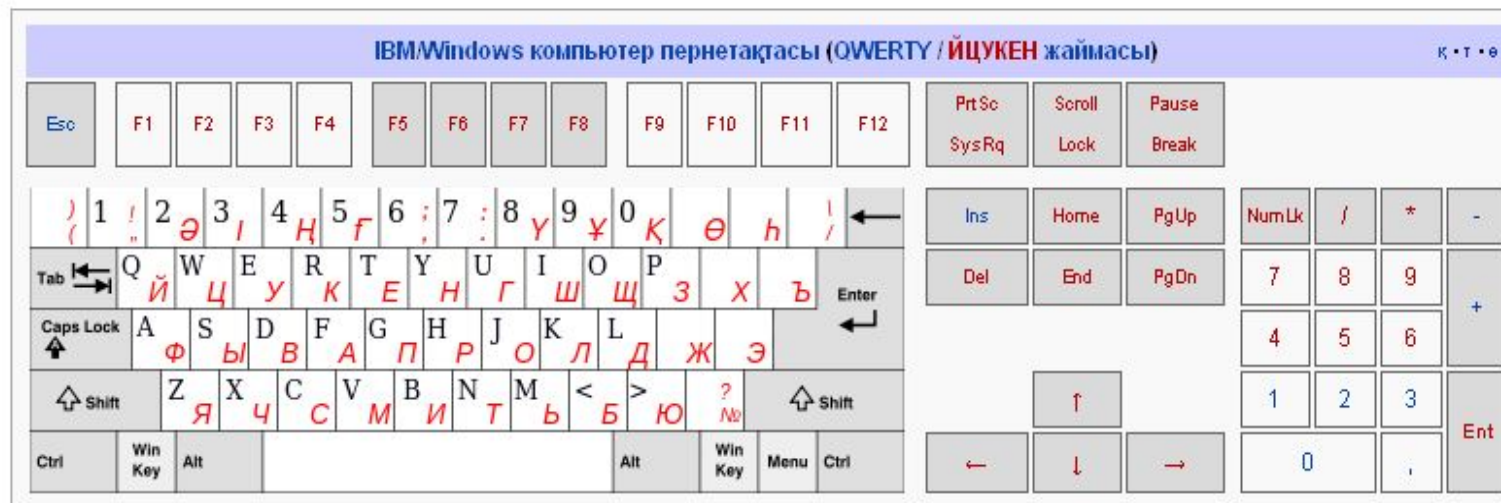 IBM/Windows компьютер пернетақтасы (QWERTY / ЙЦУКЕН жаймасы) қ • т • ө
Esc F1 F2 F3 F4 F5 F6 F7 F8 F9 F10 F11 F12 PrtSc SysRq Scroll Lock Pause Break
) ( 1 ! " 2 Ә 3 І 4 Ң 5 Ғ 6 ; , 7 : . 8 Ү 9 Ұ 0 Қ Ө Һ \ / ← Ins Home PgUp NumLk / * -
Tab Q Й W Ц E У R К T Е Y Н U Г I Ш O Щ P З Х Ъ Enter Del End PgDn 7 8 9 +
Caps Lock A Ф S Ы D В F А G П H Р J О K Л L Д Ж Э 4 5 6
Shift Z Я X Ч C С V М B И N Т M Ь < Б > Ю ? № Shift ↑ 1 2 3 Ent
Ctrl Win Key Alt Alt Win Key Menu Ctrl ← ↓ → 0 ,